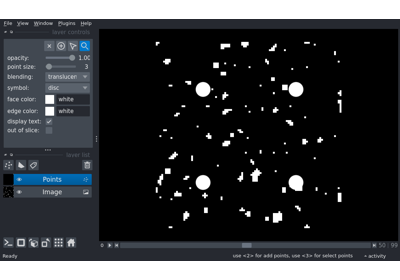 File View Window Plugins Help
layer controls
opacity: 1.00
point size: 3
blending: translucen
symbol: disc
face color: white
edge color: white
display text:
out of slice:
layer list
Points
Image
0 50 99
Ready use <2> for add points, use <3> for select points activity